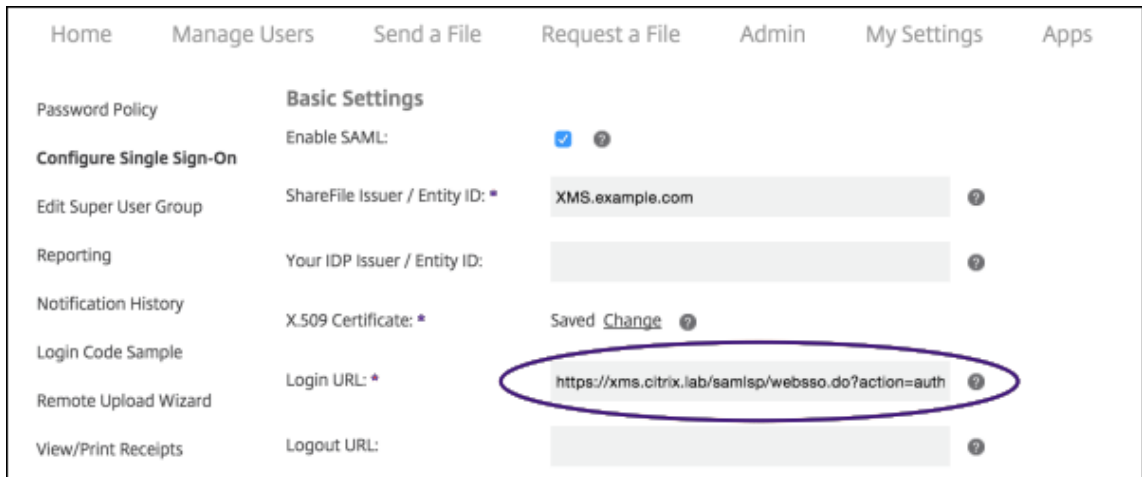 Home Manage Users Send a File Request a File Admin My Settings Apps
Password Policy
Configure Single Sign-On
Edit Super User Group
Reporting
Notification History
Login Code Sample
Remote Upload Wizard
View/Print Receipts
Basic Settings
Enable SAML: ?
ShareFile Issuer / Entity ID: * XMS.example.com ?
Your IDP Issuer / Entity ID: ?
X.509 Certificate: * Saved Change ?
Login URL: * https://xms.citrix.lab/samlsp/websso.do?action=auth ?
Logout URL: ?